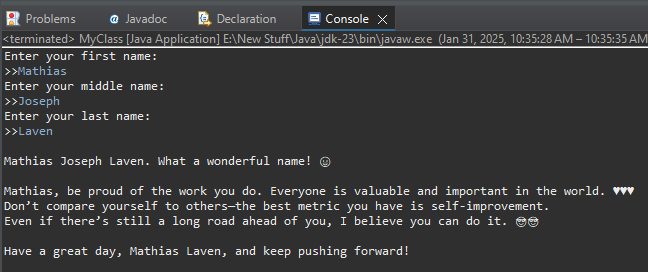 Problems @ Javadoc Declaration Console
<terminated> MyClass [Java Application] E:\New Stuff\Java\jdk-23\bin\javaw.exe (Jan 31, 2025, 10:35:28 AM – 10:35:35 AM
Enter your first name:
>>Mathias
Enter your middle name:
>>Joseph
Enter your last name:
>>Laven
Mathias Joseph Laven. What a wonderful name! 😛
Mathias, be proud of the work you do. Everyone is valuable and important in the world. ♥♥♥
Don’t compare yourself to others—the best metric you have is self-improvement.
Even if there’s still a long road ahead of you, I believe you can do it. 😎😎
Have a great day, Mathias Laven, and keep pushing forward!